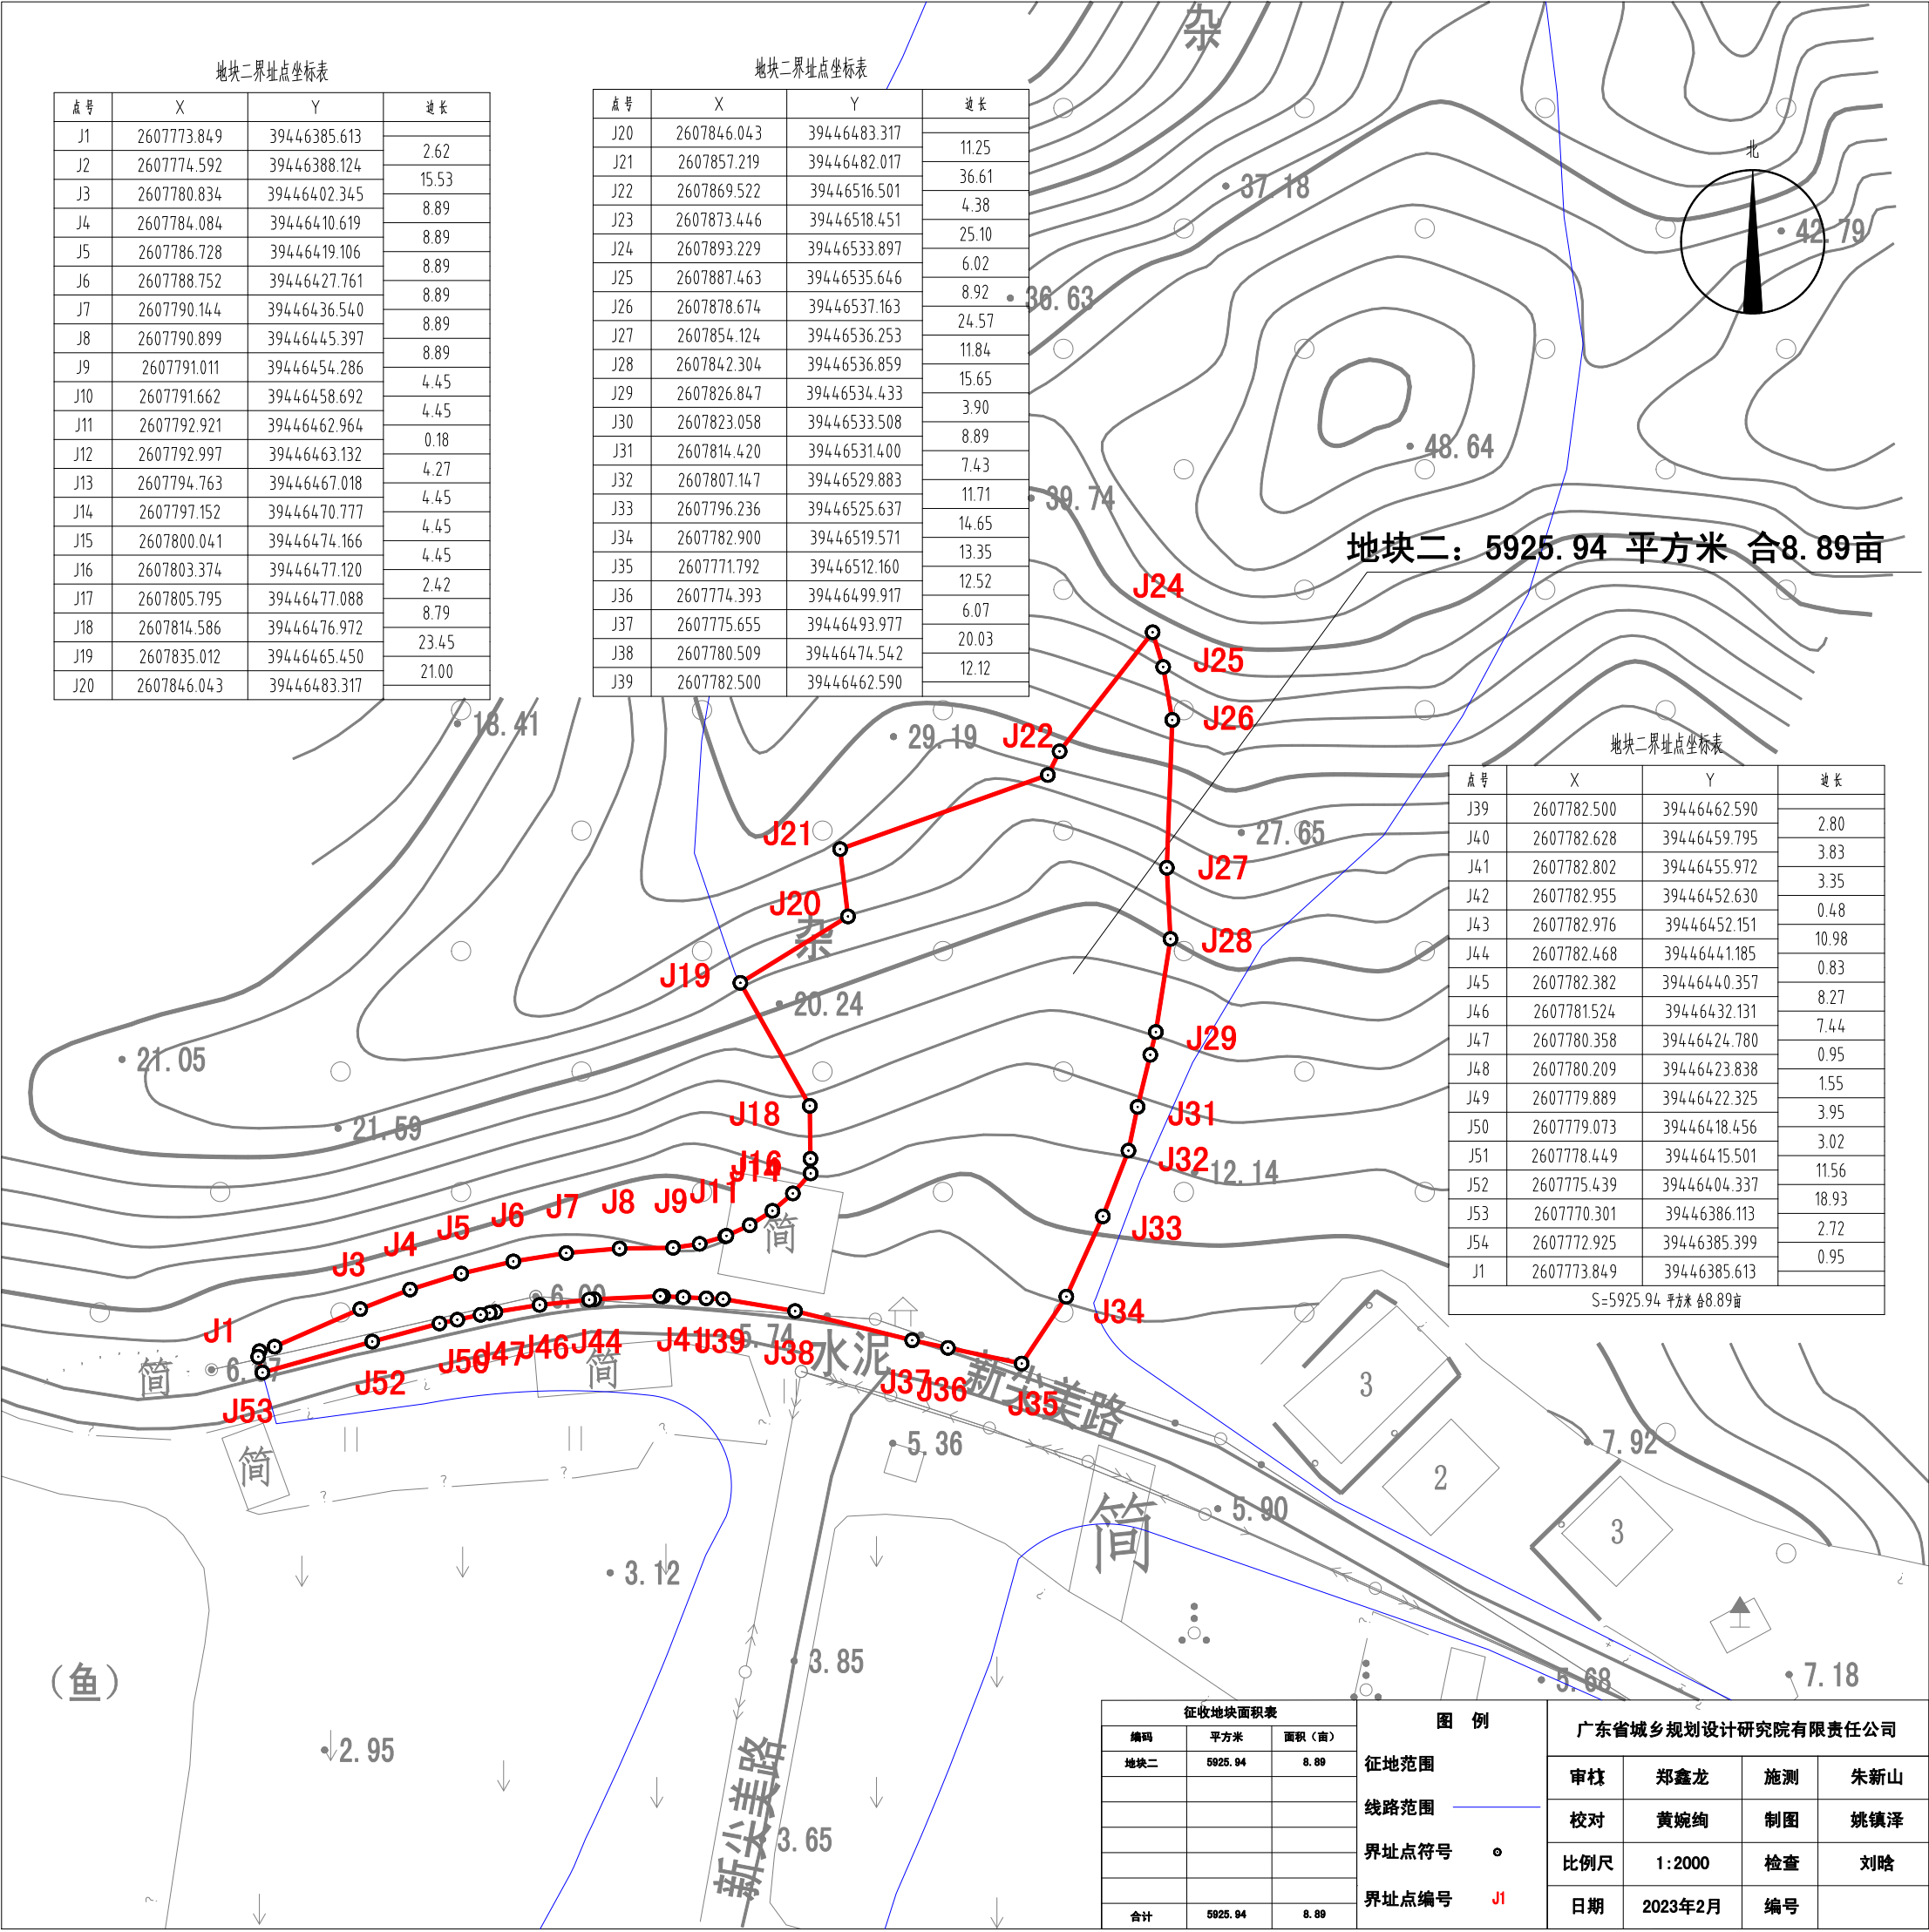 地块二界址点坐标表
点号 X Y 边长
J1 2607773.849 39446385.613
2.62
J2 2607774.592 39446388.124
15.53
J3 2607780.834 39446402.345
8.89
J4 2607784.084 39446410.619
8.89
J5 2607786.728 39446419.106
8.89
J6 2607788.752 39446427.761
8.89
J7 2607790.144 39446436.540
8.89
J8 2607790.899 39446445.397
8.89
J9 2607791.011 39446454.286
4.45
J10 2607791.662 39446458.692
4.45
J11 2607792.921 39446462.964
0.18
J12 2607792.997 39446463.132
4.27
J13 2607794.763 39446467.018
4.45
J14 2607797.152 39446470.777
4.45
J15 2607800.041 39446474.166
4.45
J16 2607803.374 39446477.120
2.42
J17 2607805.795 39446477.088
8.79
J18 2607814.586 39446476.972
23.45
J19 2607835.012 39446465.450
21.00
J20 2607846.043 39446483.317
地块二界址点坐标表
点号 X Y 边长
J20 2607846.043 39446483.317
11.25
J21 2607857.219 39446482.017
36.61
J22 2607869.522 39446516.501
4.38
J23 2607873.446 39446518.451
25.10
J24 2607893.229 39446533.897
6.02
J25 2607887.463 39446535.646
8.92
J26 2607878.674 39446537.163
24.57
J27 2607854.124 39446536.253
11.84
J28 2607842.304 39446536.859
15.65
J29 2607826.847 39446534.433
3.90
J30 2607823.058 39446533.508
8.89
J31 2607814.420 39446531.400
7.43
J32 2607807.147 39446529.883
11.71
J33 2607796.236 39446525.637
14.65
J34 2607782.900 39446519.571
13.35
J35 2607771.792 39446512.160
12.52
J36 2607774.393 39446499.917
6.07
J37 2607775.655 39446493.977
20.03
J38 2607780.509 39446474.542
12.12
J39 2607782.500 39446462.590
杂
北
37.18
42.79
36.63
48.64
39.74
地块二：5925.94 平方米 合8.89亩
J24
J25
J26
J22
18.41
29.19
J21
27.65
J27
J20
杂
J28
J19
20.24
J29
21.05
J18
J31
21.59
J32
12.14
J16
J14
J11
J9
J8
J7
J6
J5
J4
J3
J33
简
J34
J1
简
J53
J52
J50
J47
J46
J44
简
J41
J39
5.74
J38
水泥
J37
J36
J35
新尖美路
地块二界址点坐标表
点号 X Y 边长
J39 2607782.500 39446462.590
2.80
J40 2607782.628 39446459.795
3.83
J41 2607782.802 39446455.972
3.35
J42 2607782.955 39446452.630
0.48
J43 2607782.976 39446452.151
10.98
J44 2607782.468 39446441.185
0.83
J45 2607782.382 39446440.357
8.27
J46 2607781.524 39446432.131
7.44
J47 2607780.358 39446424.780
0.95
J48 2607780.209 39446423.838
1.55
J49 2607779.889 39446422.325
3.95
J50 2607779.073 39446418.456
3.02
J51 2607778.449 39446415.501
11.56
J52 2607775.439 39446404.337
18.93
J53 2607770.301 39446386.113
2.72
J54 2607772.925 39446385.399
0.95
J1 2607773.849 39446385.613
S=5925.94 平方米 合8.89亩
简
5.36
简
3
2
3
7.92
5.90
3.12
3.85
（鱼）
5.68
7.18
2.95
3.65
新尖美路
征收地块面积表
编码 平方米 面积（亩）
地块二 5925.94 8.89
合计 5925.94 8.89
图 例
征地范围
线路范围
界址点符号
界址点编号 J1
广东省城乡规划设计研究院有限责任公司
审核 郑鑫龙 施测 朱新山
校对 黄婉绚 制图 姚镇泽
比例尺 1:2000 检查 刘晗
日期 2023年2月 编号